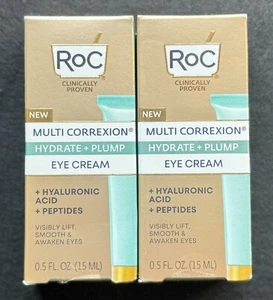 RoC®
CLINICALLY
PROVEN
NEW
MULTI CORREXION®
HYDRATE + PLUMP
EYE CREAM
+ HYALURONIC
ACID
+ PEPTIDES
VISIBLY LIFT,
SMOOTH &
AWAKEN EYES
0.5 FL. OZ. (15 ML)
RoC®
CLINICALLY
PROVEN
NEW
MULTI CORREXION®
HYDRATE + PLUMP
EYE CREAM
+ HYALURONIC
ACID
+ PEPTIDES
VISIBLY LIFT,
SMOOTH &
AWAKEN EYES
0.5 FL. OZ. (15 ML)